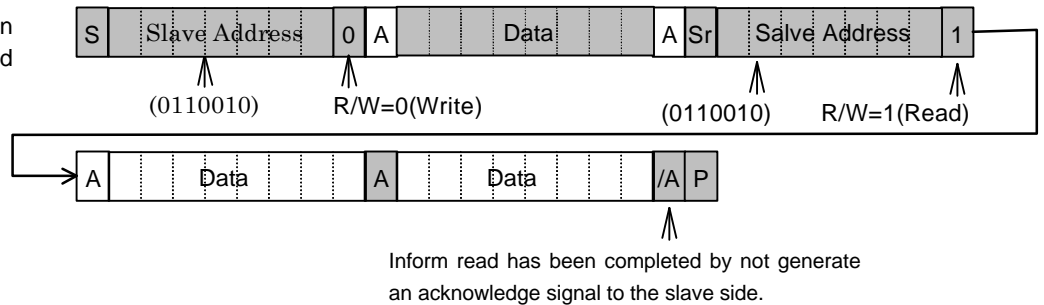 n
d
S Slave Address 0 A Data A Sr Salve Address 1
(0110010) R/W=0(Write) (0110010) R/W=1(Read)
A Data A Data /A P
Inform read has been completed by not generate
an acknowledge signal to the slave side.